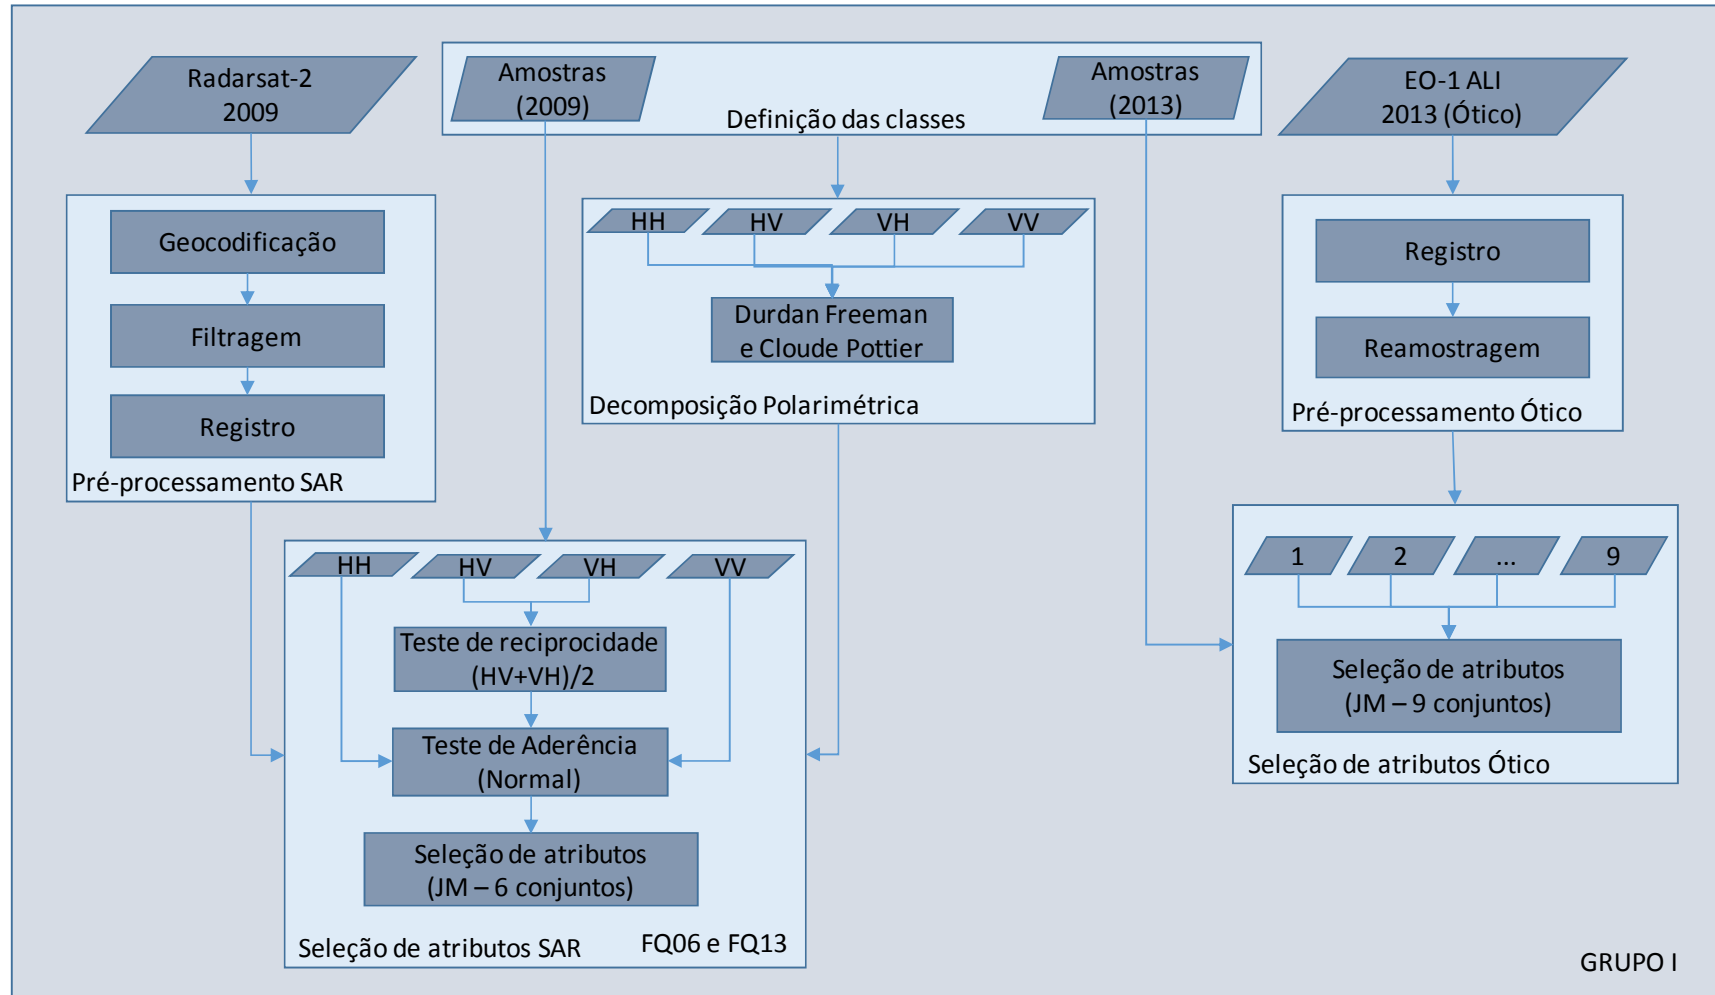 Radarsat-2
2009
Amostras
(2009)
Amostras
(2013)
Definição das classes
EO-1 ALI
2013 (Ótico)
Geocodificação
Filtragem
Registro
Pré-processamento SAR
HH
HV
VH
VV
Durdan Freeman
e Cloude Pottier
Decomposição Polarimétrica
Registro
Reamostragem
Pré-processamento Ótico
HH
HV
VH
VV
Teste de reciprocidade
(HV+VH)/2
Teste de Aderência
(Normal)
Seleção de atributos
(JM – 6 conjuntos)
Seleção de atributos SAR
FQ06 e FQ13
1
2
...
9
Seleção de atributos
(JM – 9 conjuntos)
Seleção de atributos Ótico
GRUPO I